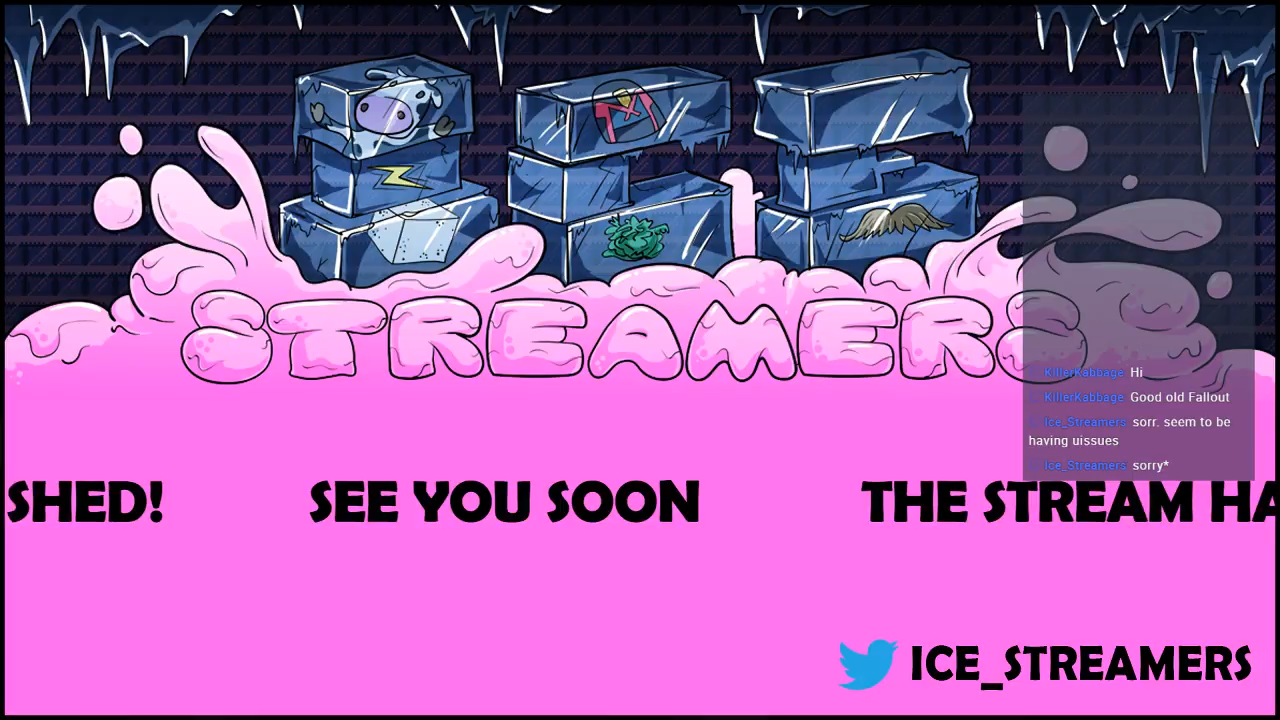 ICE
STREAMERS
KillerKabbage Hi
KillerKabbage Good old Fallout
Ice_Streamers sorr. seem to be
having uissues
Ice_Streamers sorry*
SHED! SEE YOU SOON THE STREAM HA
ICE_STREAMERS